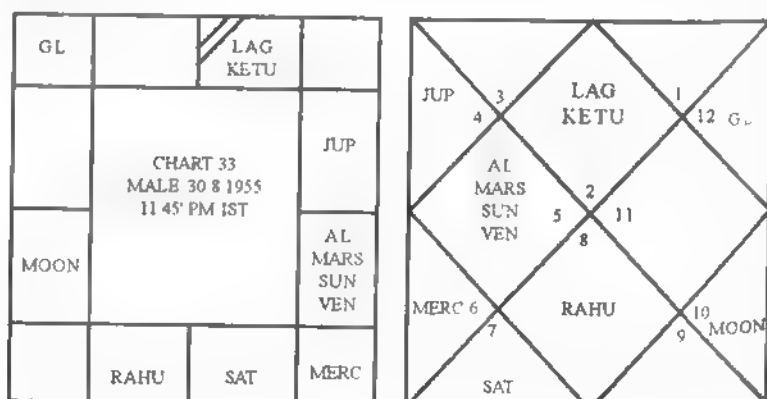 GL
LAG
KETU
JUP
CHART 33
MALE 30 8 1955
11 45' PM IST
MOON
AL
MARS
SUN
VEN
RAHU
SAT
MERC
JUP
3
4
LAG
KETU
1
12
AL
MARS
SUN
VEN
2
5
11
8
MERC 6
7
RAHU
10
9
MOON
SAT